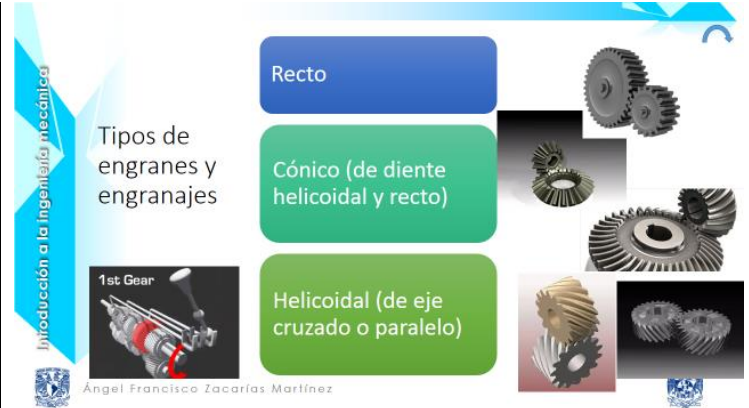 Introducción a la ingeniería mecánica
Tipos de
engranes y
engranajes
Recto
Cónico (de diente
helicoidal y recto)
Helicoidal (de eje
cruzado o paralelo)
1st Gear
Ángel Francisco Zacarías Martínez